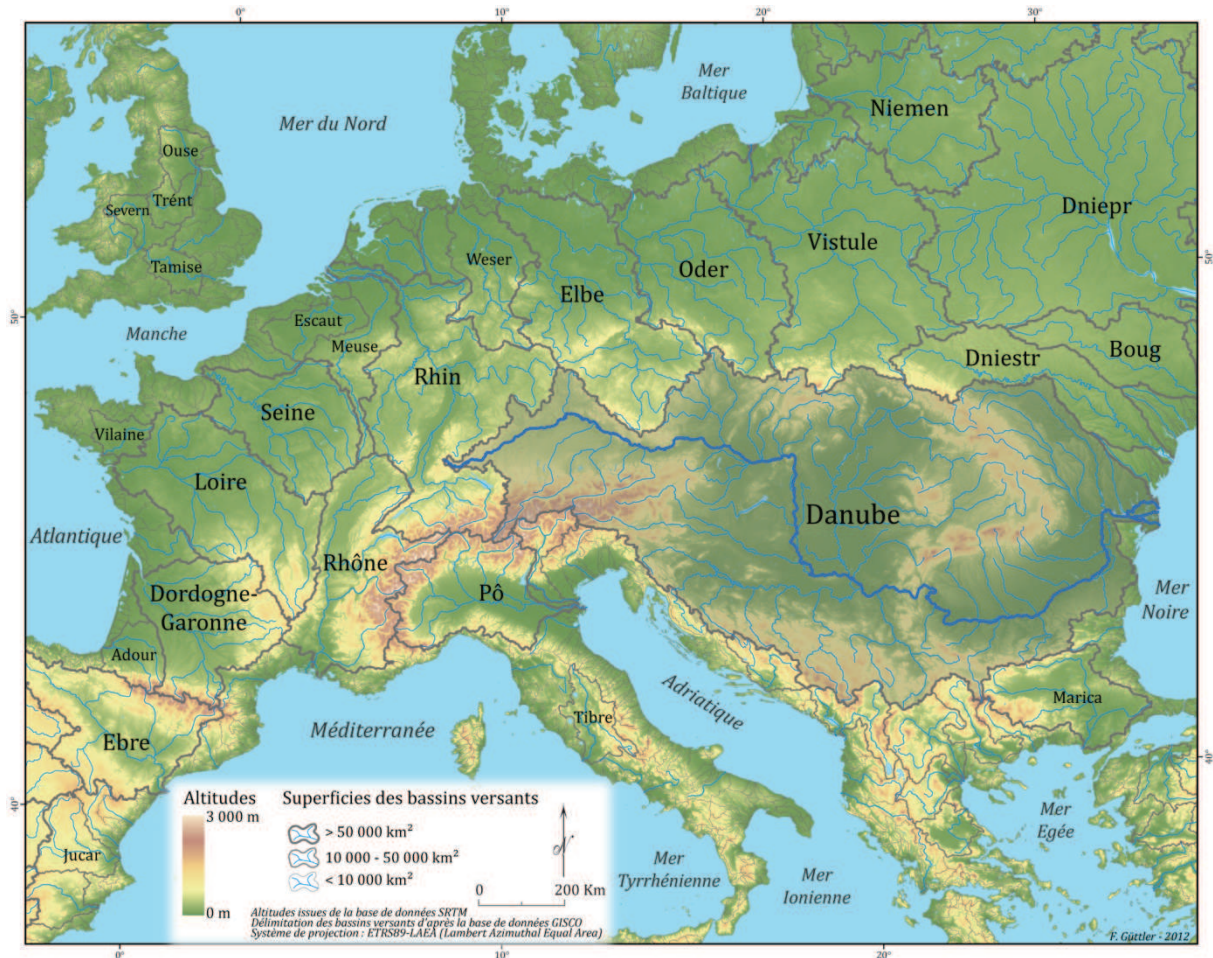 0°
10°
20°
30°
Mer
Baltique
Niemen
Mer du Nord
Ouse
Trént
Severn
Dniepr
Vistule
Tamise
Weser
Oder
50°
Elbe
50°
Escaut
Manche
Meuse
Dniestr
Boug
Rhin
Seine
Vilaine
Loire
Danube
Atlantique
Rhône
Dordogne-
Garonne
Pô
Mer
Noire
Adour
Adriatique
Marica
Tibre
Méditerranée
Ebre
40°
40°
Mer
Egée
Jucar
Mer
Tyrrhénienne
Mer
Ionienne
Altitudes
3 000 m
0 m
Superficies des bassins versants
> 50 000 km²
10 000 - 50 000 km²
< 10 000 km²
N
0
200 Km
Altitudes issues de la base de données SRTM
Délimitation des bassins versants d'après la base de données GISCO
Système de projection : ETRS89-LAEA (Lambert Azimuthal Equal Area)
F. Güttler - 2012
0°
10°
20°